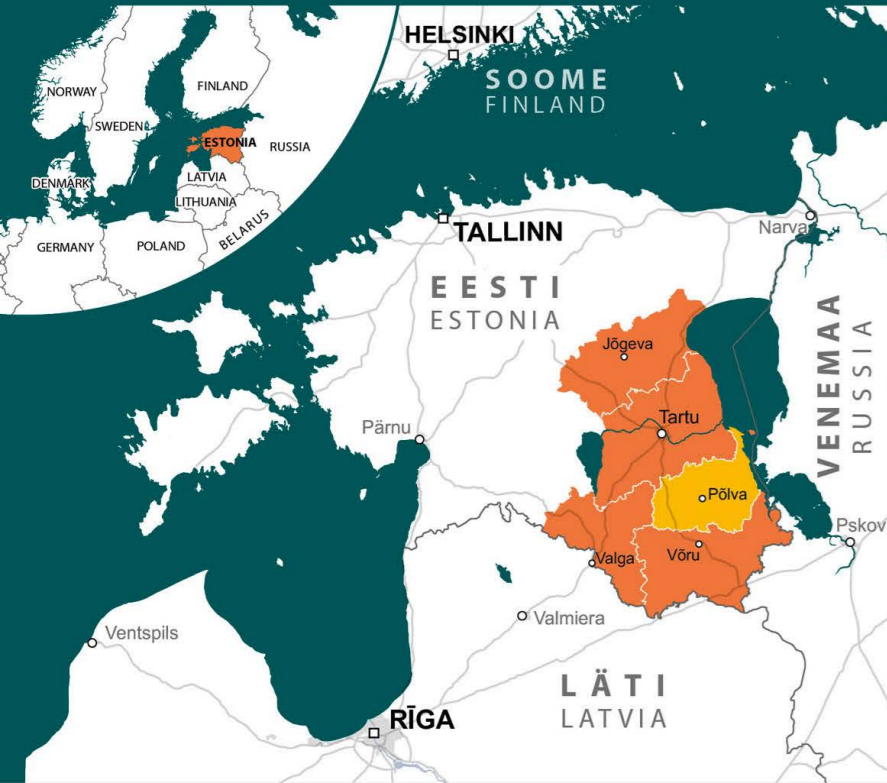 HELSINKI
SOOME
FINLAND
NORWAY
FINLAND
SWEDEN
ESTONIA
RUSSIA
DENMARK
LATVIA
LITHUANIA
BELARUS
GERMANY
POLAND
TALLINN
Narva
EESTI
ESTONIA
VENEMAA
RUSSIA
Jõgeva
Tartu
Pärnu
Põlva
Pskov
Võru
Valga
Valmiera
Ventspils
LÄTI
LATVIA
RĪGA